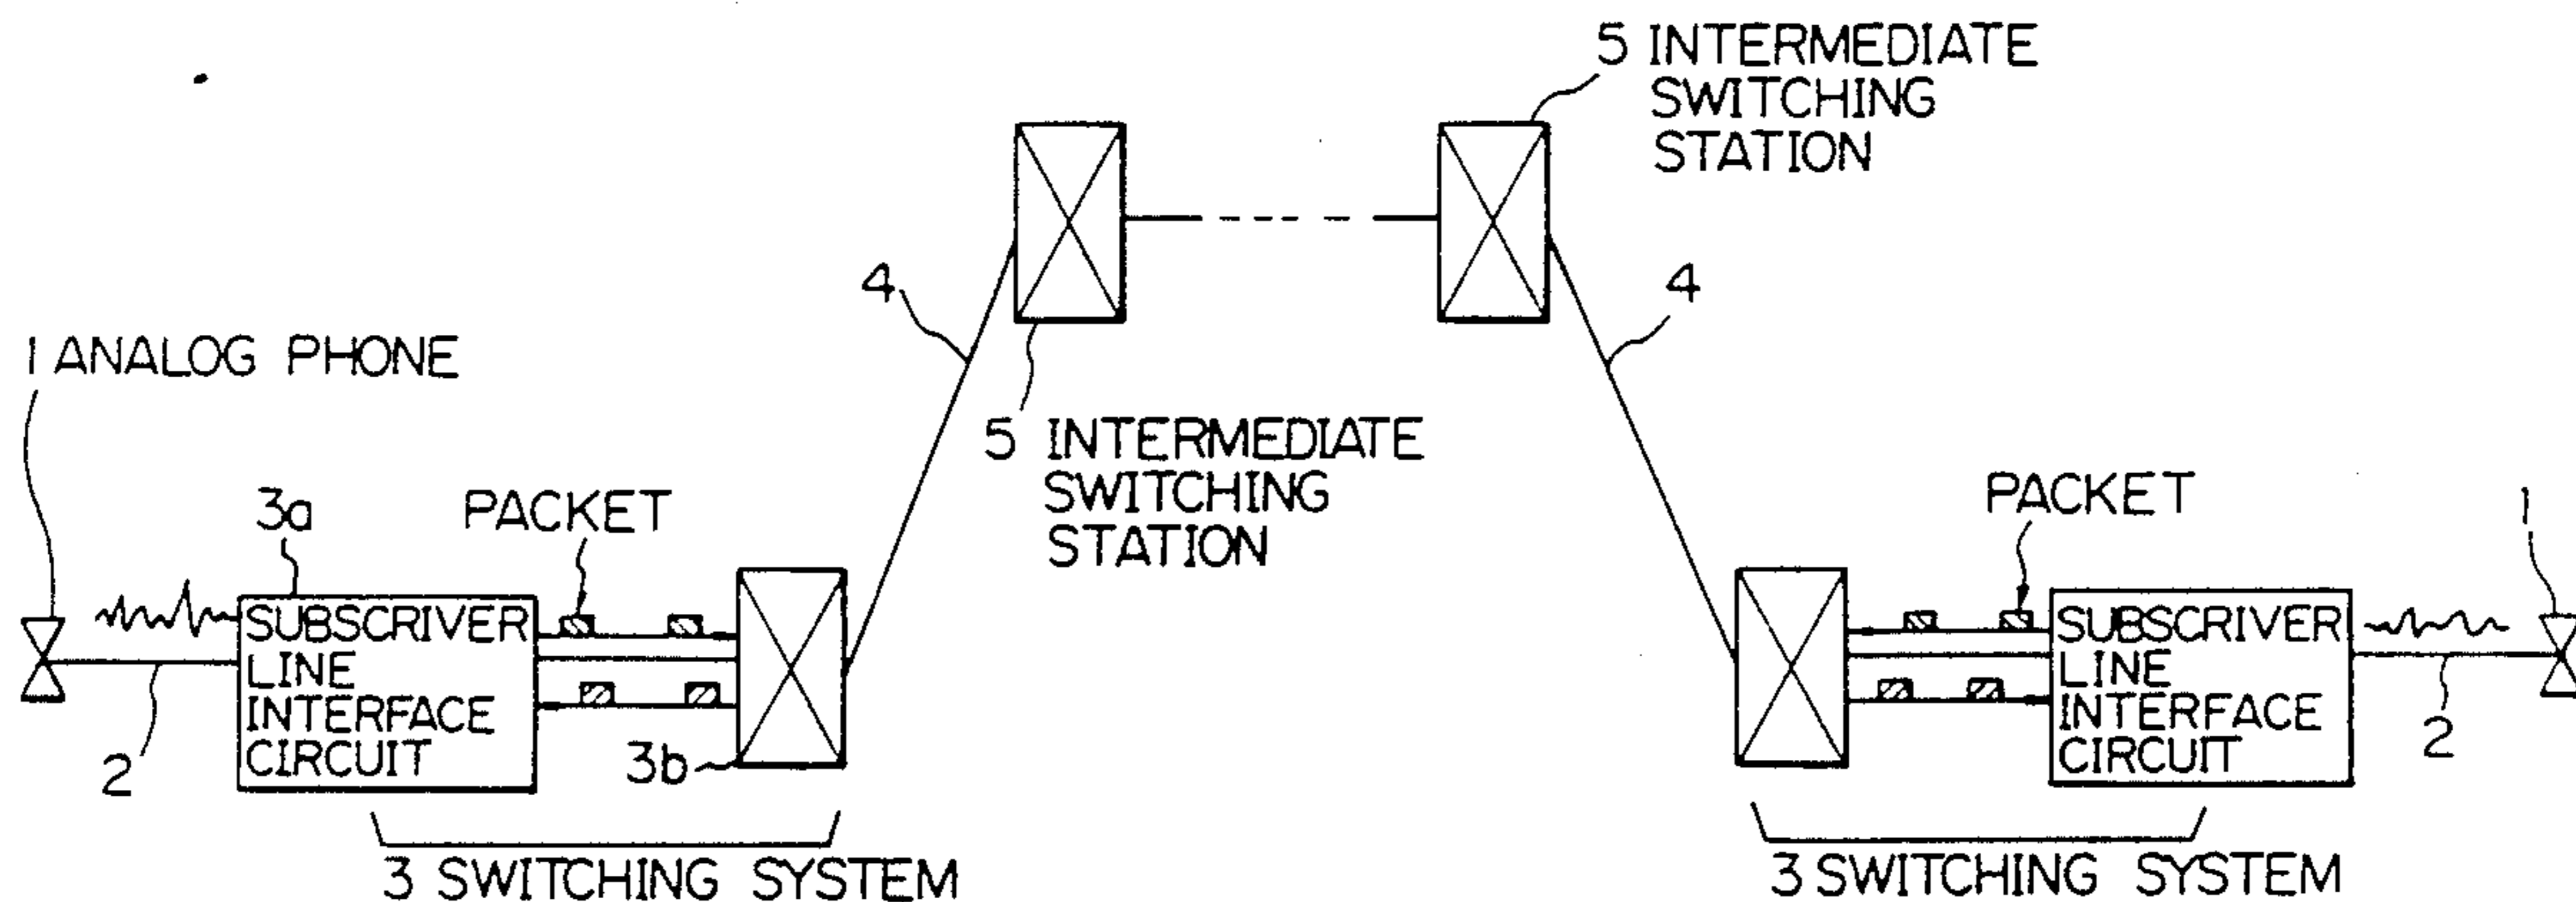 5 INTERMEDIATE
SWITCHING
STATION
4
4
1 ANALOG PHONE
5 INTERMEDIATE
SWITCHING
STATION
3a
PACKET
PACKET
1
SUBSCRIVER
LINE
INTERFACE
CIRCUIT
SUBSCRIVER
LINE
INTERFACE
CIRCUIT
2
3b
2
3 SWITCHING SYSTEM
3 SWITCHING SYSTEM